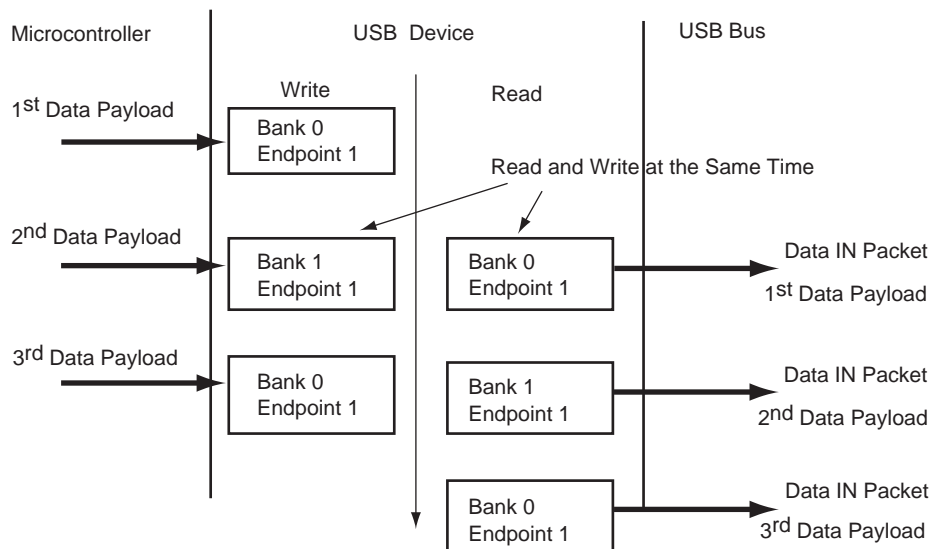 Microcontroller
USB Device
USB Bus
Write
Read
1st Data Payload
Bank 0
Endpoint 1
Read and Write at the Same Time
2nd Data Payload
Bank 1
Endpoint 1
Bank 0
Endpoint 1
Data IN Packet
1st Data Payload
3rd Data Payload
Bank 0
Endpoint 1
Bank 1
Endpoint 1
Data IN Packet
2nd Data Payload
Bank 0
Endpoint 1
Data IN Packet
3rd Data Payload